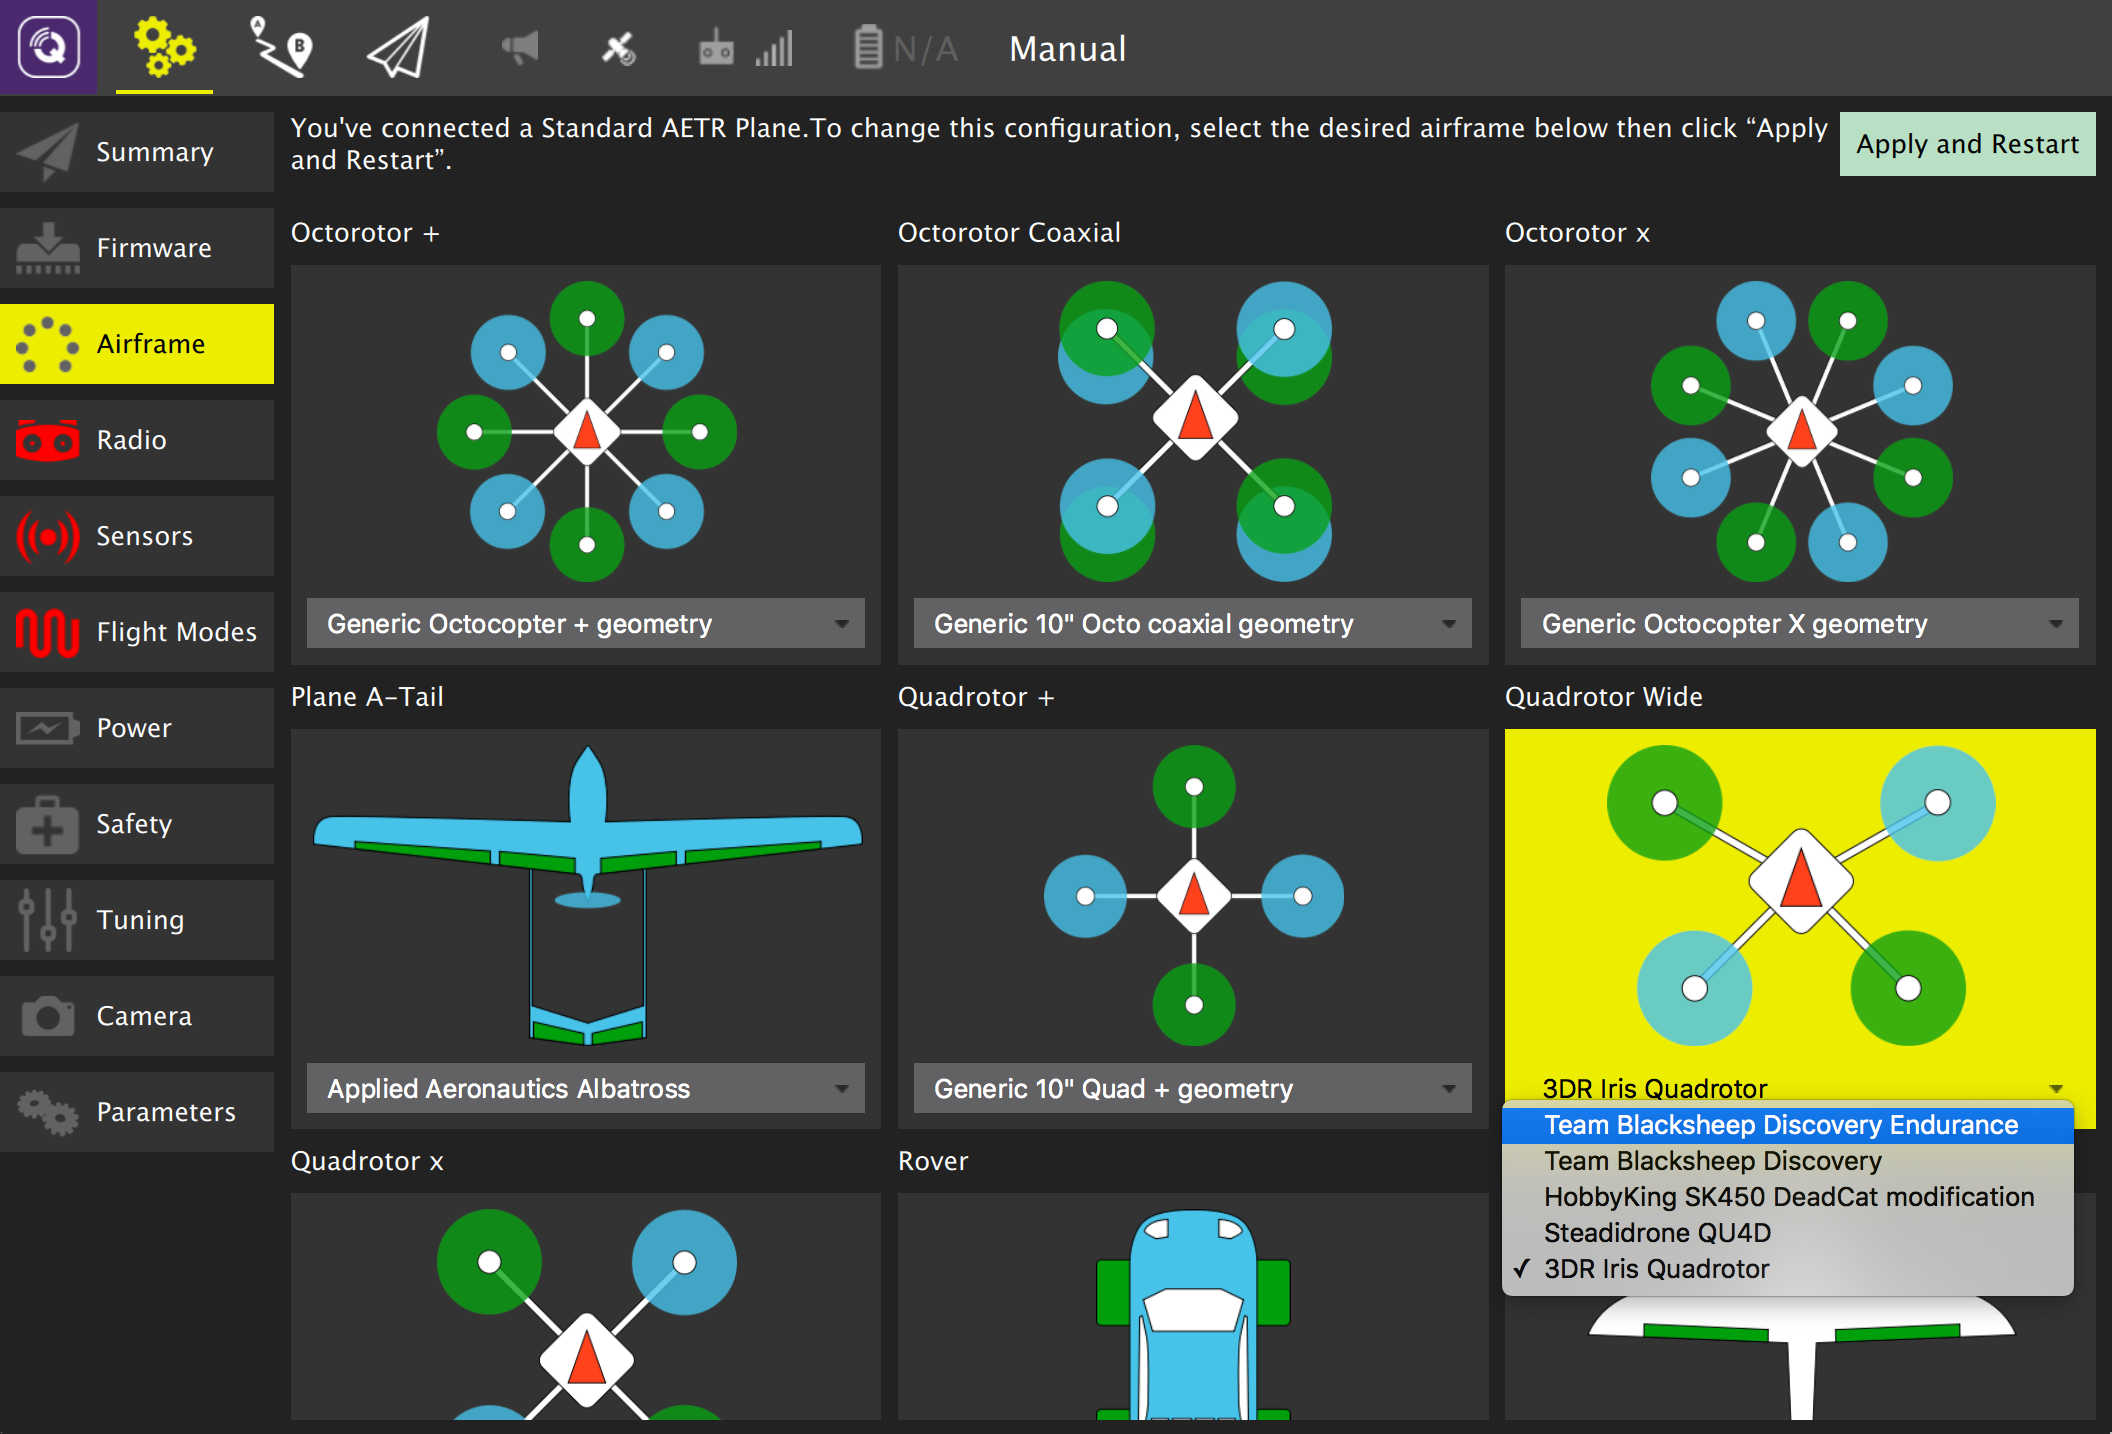 N/A
Manual
Summary
Firmware
Airframe
Radio
Sensors
Flight Modes
Power
Safety
Tuning
Camera
Parameters
You've connected a Standard AETR Plane.To change this configuration, select the desired airframe below then click “Apply
and Restart”.
Apply and Restart
Octorotor +
Octorotor Coaxial
Octorotor x
Generic Octocopter + geometry
Generic 10" Octo coaxial geometry
Generic Octocopter X geometry
Plane A-Tail
Quadrotor +
Quadrotor Wide
Applied Aeronautics Albatross
Generic 10" Quad + geometry
3DR Iris Quadrotor
Team Blacksheep Discovery Endurance
Team Blacksheep Discovery
HobbyKing SK450 DeadCat modification
Steadidrone QU4D
✓ 3DR Iris Quadrotor
Quadrotor x
Rover